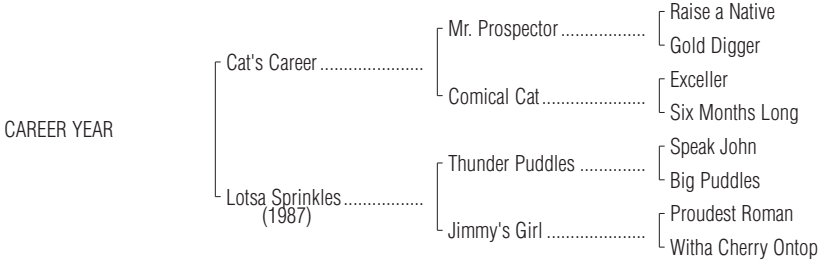 Raise a Native
Mr. Prospector
Gold Digger
Cat's Career
Exceller
Comical Cat
Six Months Long
CAREER YEAR
Speak John
Thunder Puddles
Big Puddles
Lotsa Sprinkles
(1987)
Proudest Roman
Jimmy's Girl
Witha Cherry Ontop